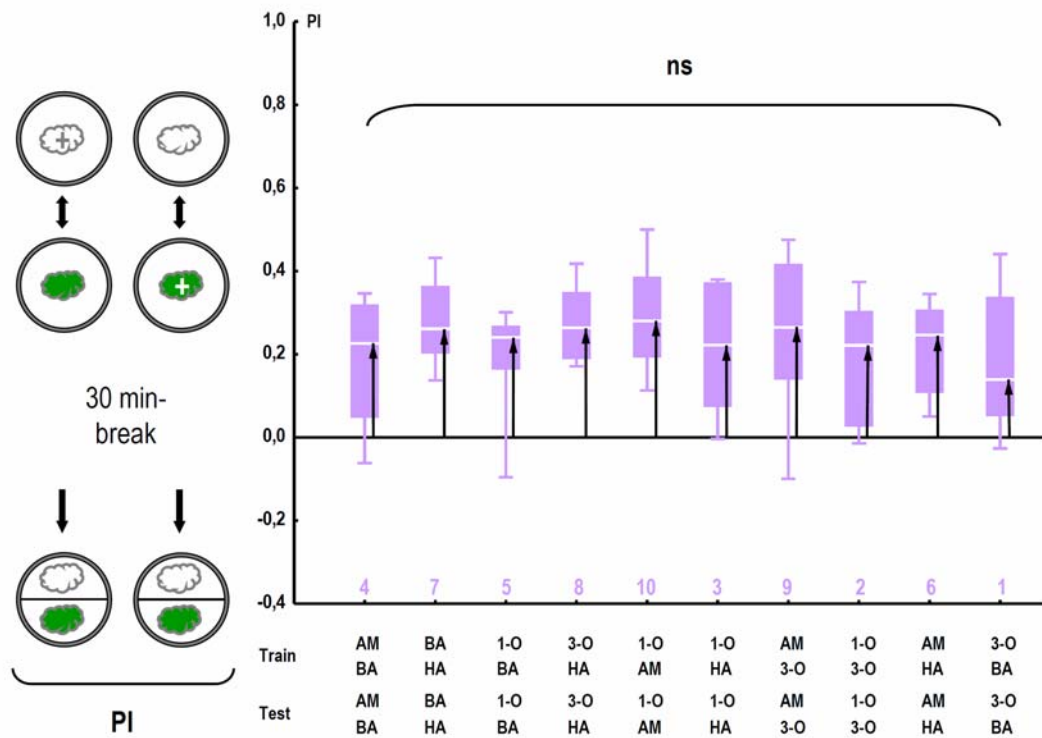 1,0 PI
ns
0,8
0,6
0,4
0,2
0,0
-0,2
-0,4
30 min-
break
PI
4 7 5 8 10 3 9 2 6 1
Train
AM BA 1-O 3-O 1-O 1-O AM 1-O AM 3-O
BA HA BA HA AM HA 3-O 3-O HA BA
Test
AM BA 1-O 3-O 1-O 1-O AM 1-O AM 3-O
BA HA BA HA AM HA 3-O 3-O HA BA